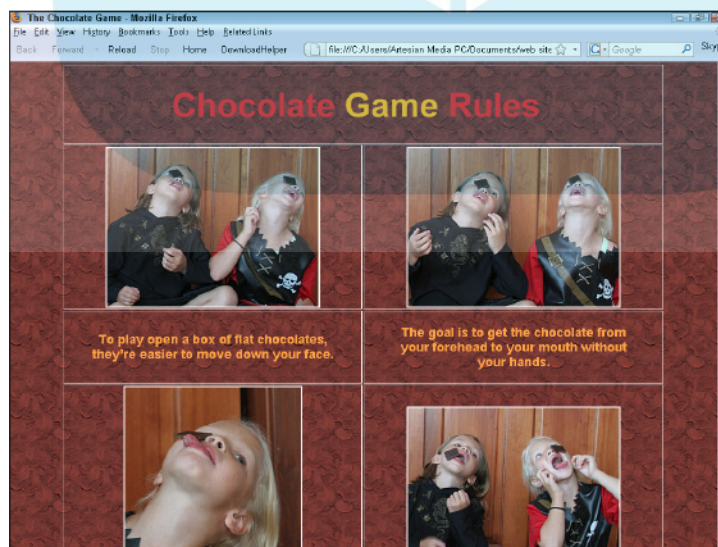 The Chocolate Game - Mozilla Firefox
File Edit View History Bookmarks Tools Help Related Links
Back Forward Reload Stop Home DownloadHelper file:///C:/Users/Artesian Media PC/Documents/web site Google Sky
Chocolate Game Rules
To play open a box of flat chocolates,
they're easier to move down your face.
The goal is to get the chocolate from
your forehead to your mouth without
your hands.